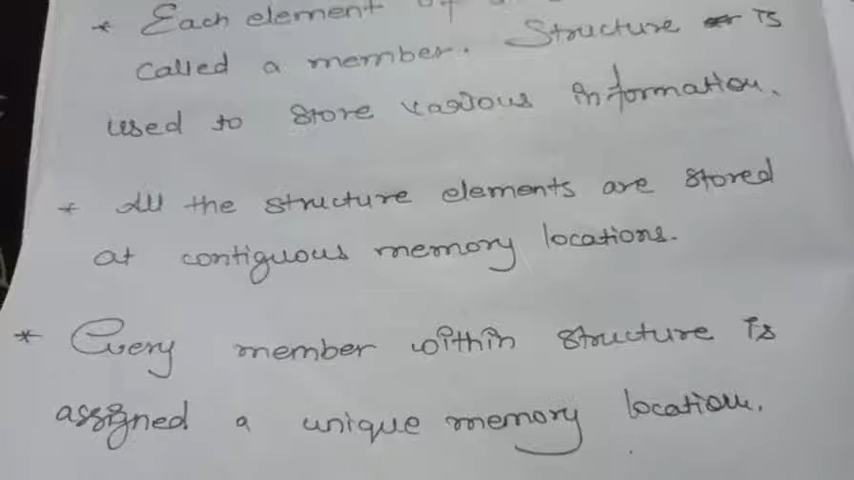 * Each element of a
called a member. Structure is
used to store various information.
* All the structure elements are stored
at contiguous memory locations.
* Every member within structure is
assigned a unique memory location.